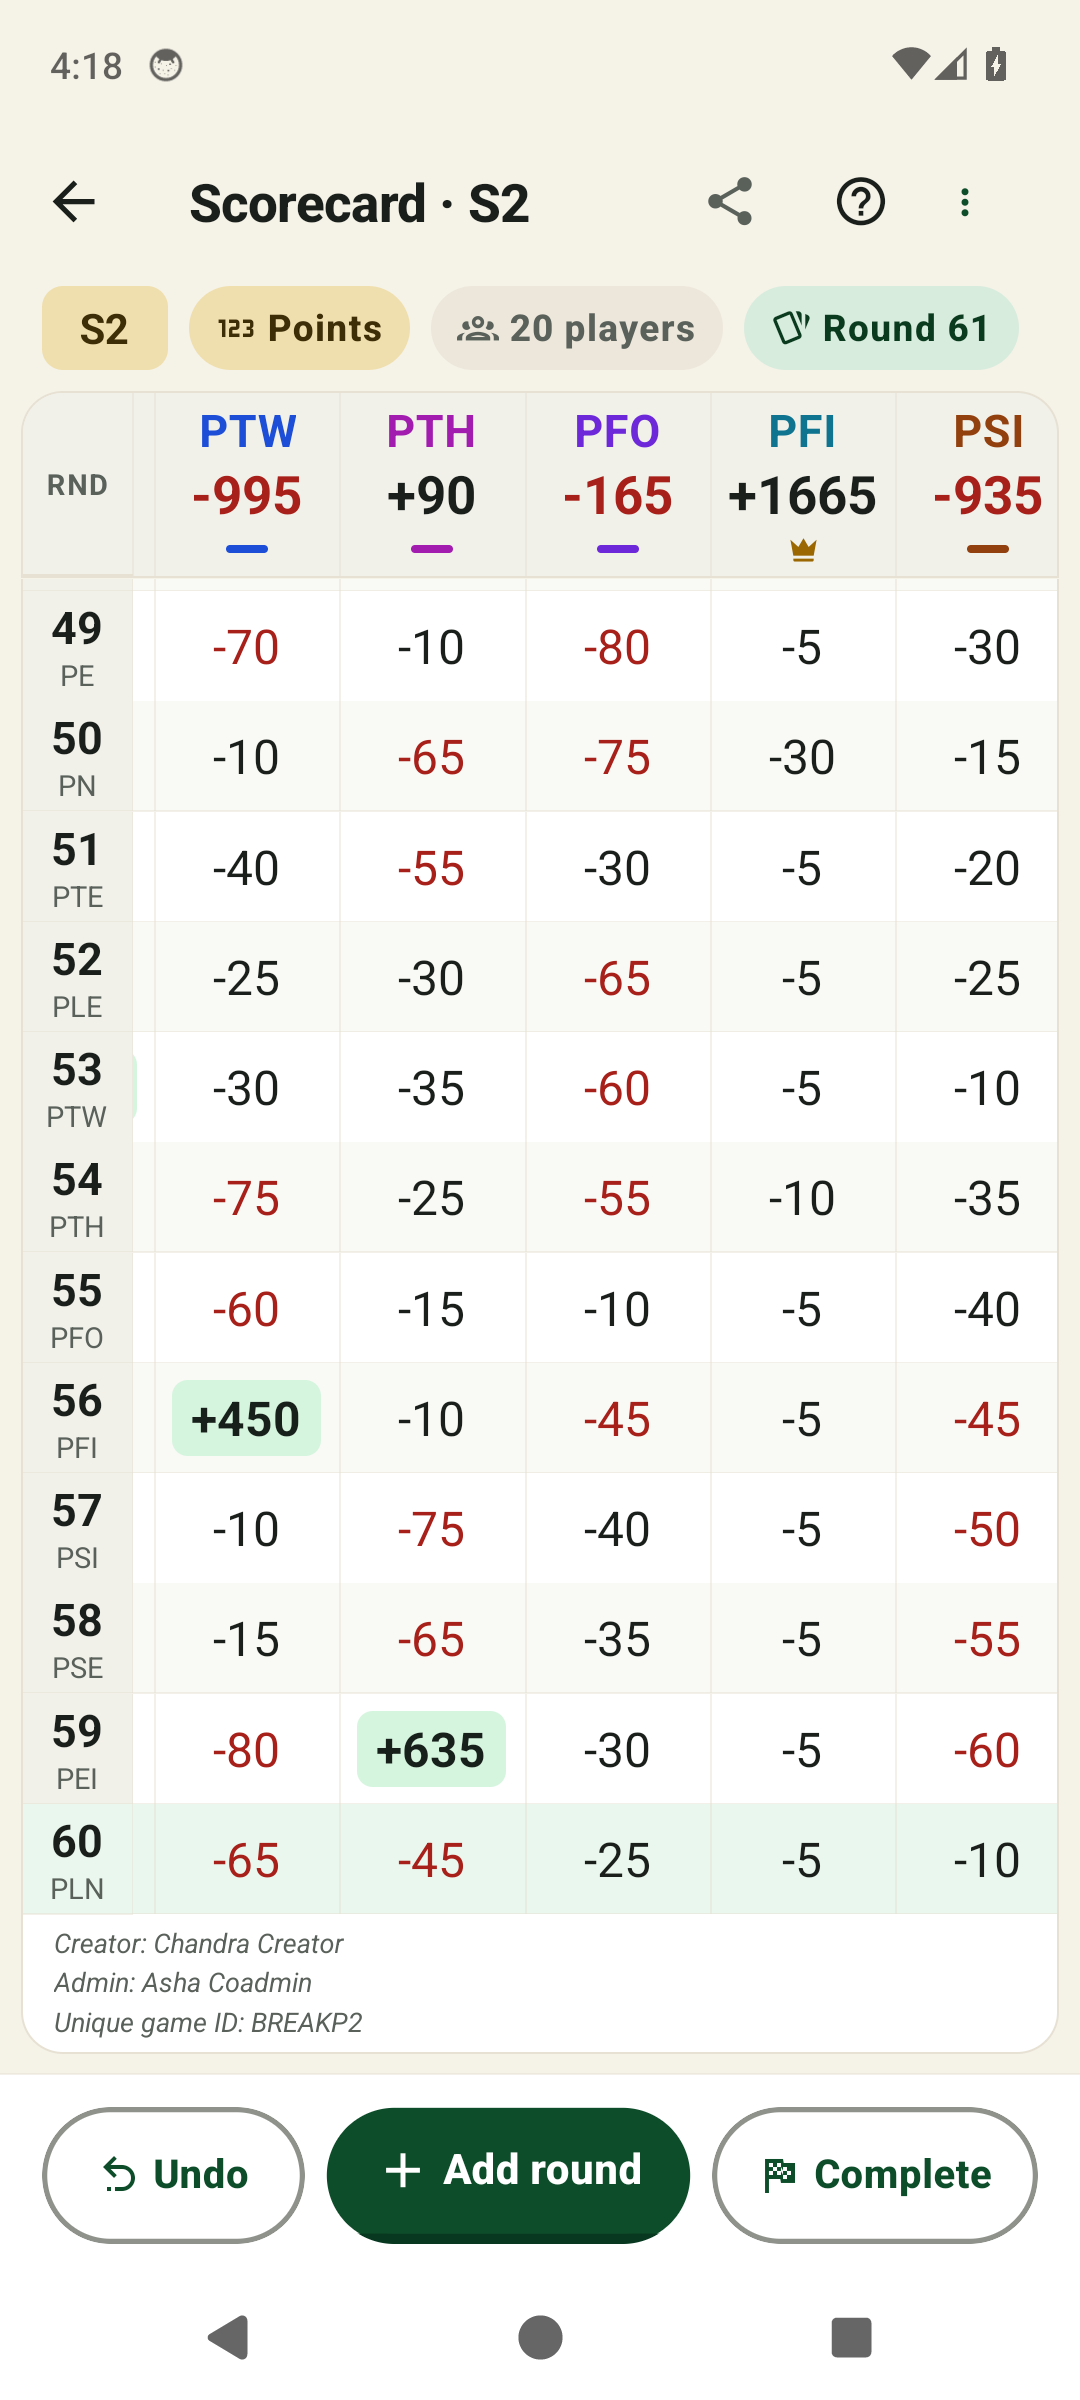 4:18
Scorecard · S2
S2 123 Points 20 players Round 61
RND PTW PTH PFO PFI PSI
-995 +90 -165 +1665 -935
49 PE -70 -10 -80 -5 -30
50 PN -10 -65 -75 -30 -15
51 PTE -40 -55 -30 -5 -20
52 PLE -25 -30 -65 -5 -25
53 PTW -30 -35 -60 -5 -10
54 PTH -75 -25 -55 -10 -35
55 PFO -60 -15 -10 -5 -40
56 PFI +450 -10 -45 -5 -45
57 PSI -10 -75 -40 -5 -50
58 PSE -15 -65 -35 -5 -55
59 PEI -80 +635 -30 -5 -60
60 PLN -65 -45 -25 -5 -10
Creator: Chandra Creator
Admin: Asha Coadmin
Unique game ID: BREAKP2
Undo + Add round Complete